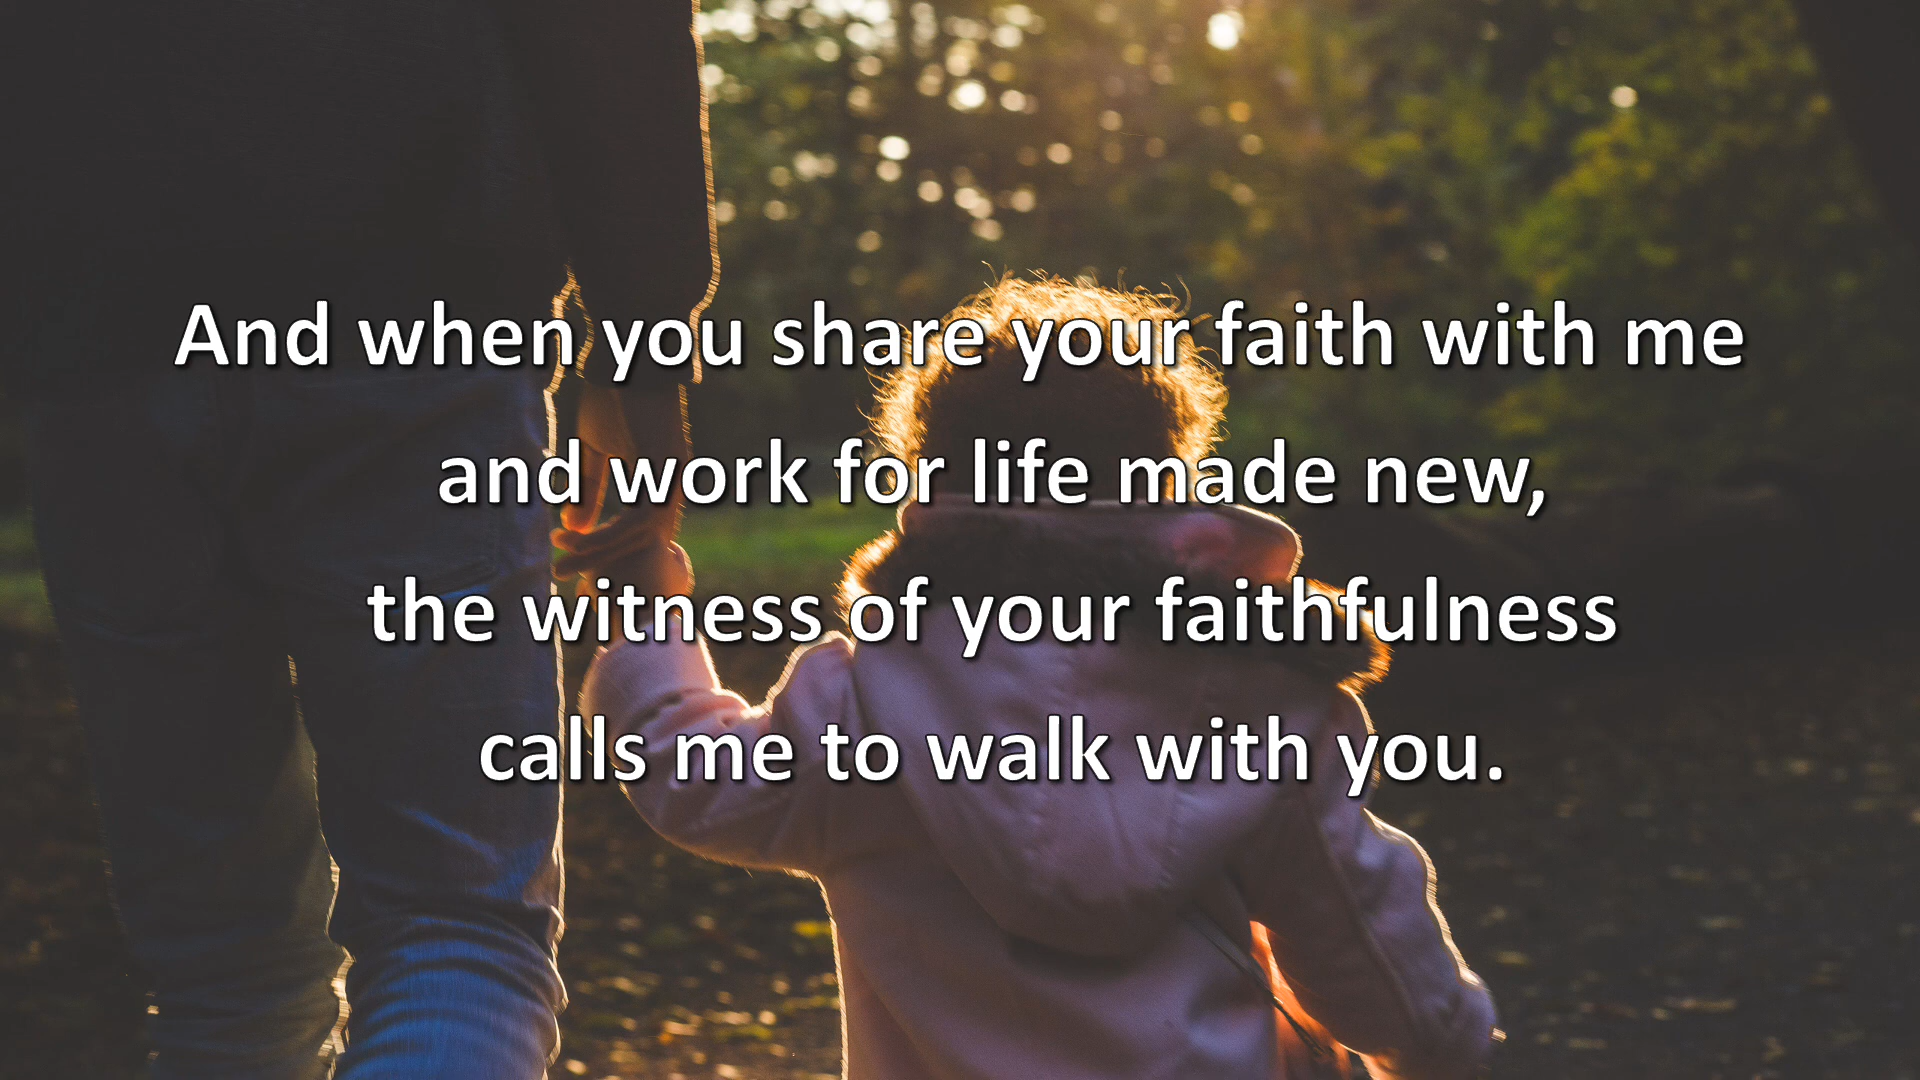 And when you share your faith with me
and work for life made new,
the witness of your faithfulness
calls me to walk with you.